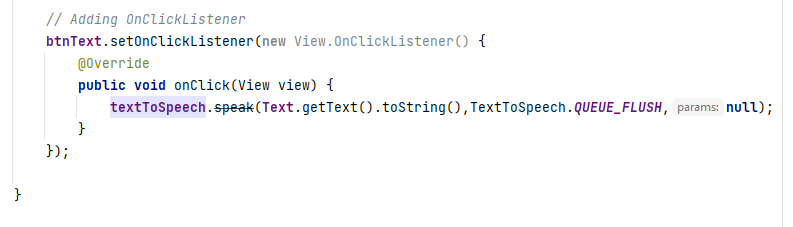 // Adding OnClickListener
btnText.setOnClickListener(new View.OnClickListener() {
@Override
public void onClick(View view) {
textToSpeech.speak(Text.getText().toString(),TextToSpeech.QUEUE_FLUSH, params: null);
}
});
}